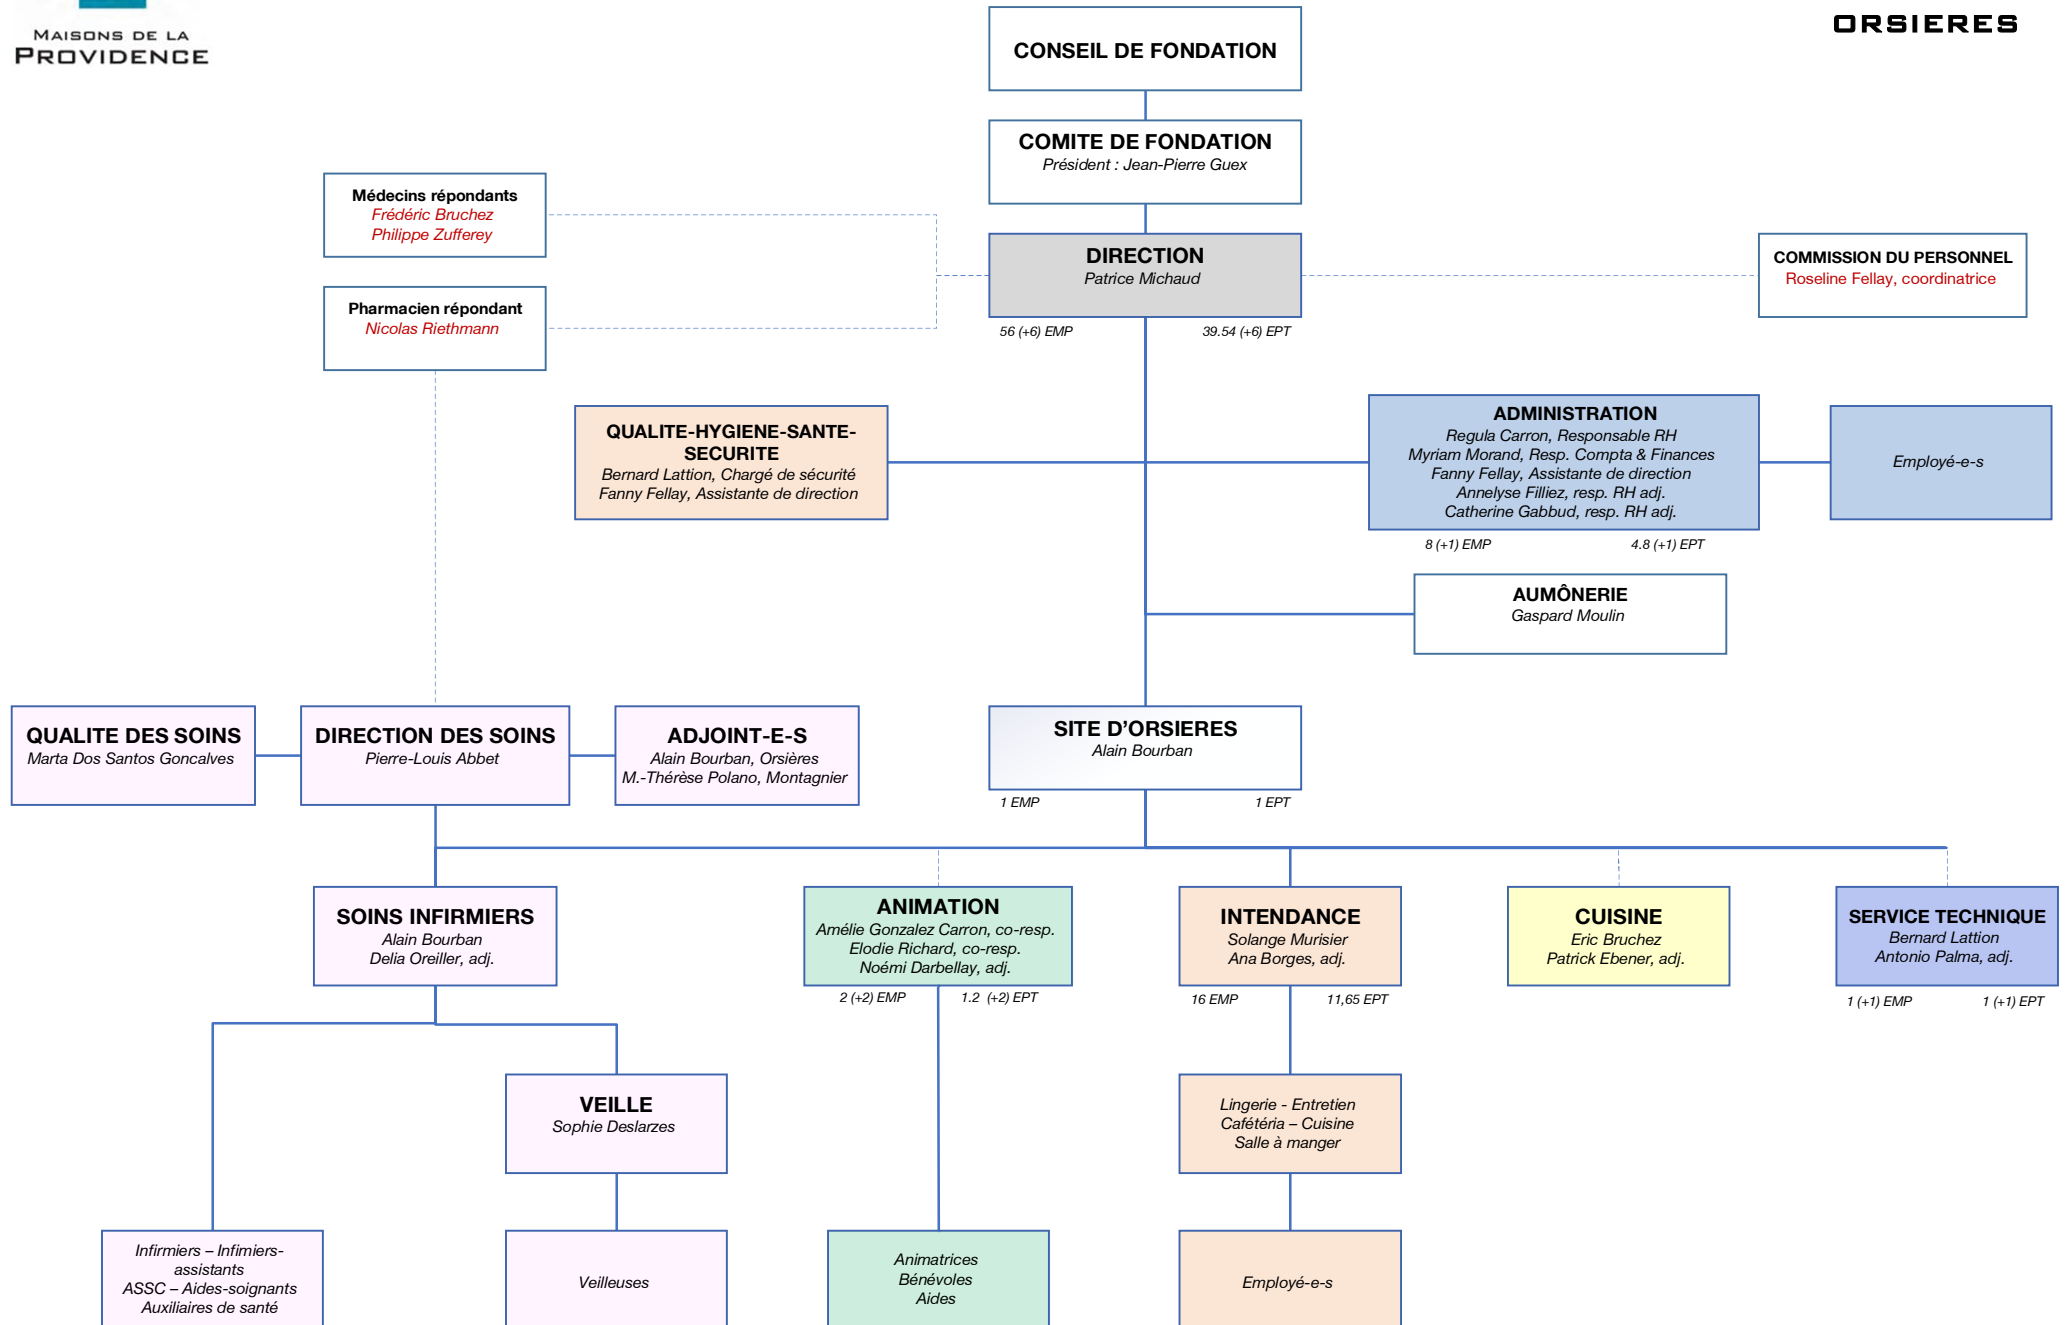 MAISONS DE LA
PROVIDENCE
ORSIERES
CONSEIL DE FONDATION
COMITE DE FONDATION
Président : Jean-Pierre Guex
Médecins répondants
Frédéric Bruchez
Philippe Zufferey
DIRECTION
Patrice Michaud
COMMISSION DU PERSONNEL
Roseline Fellay, coordinatrice
Pharmacien répondant
Nicolas Riethmann
56 (+6) EMP
39.54 (+6) EPT
QUALITE-HYGIENE-SANTE-
SECURITE
Bernard Lattion, Chargé de sécurité
Fanny Fellay, Assistante de direction
ADMINISTRATION
Regula Carron, Responsable RH
Myriam Morand, Resp. Compta & Finances
Fanny Fellay, Assistante de direction
Annelyse Filliez, resp. RH adj.
Catherine Gabbud, resp. RH adj.
Employé-e-s
8 (+1) EMP
4.8 (+1) EPT
AUMÔNERIE
Gaspard Moulin
QUALITE DES SOINS
Marta Dos Santos Goncalves
DIRECTION DES SOINS
Pierre-Louis Abbet
ADJOINT-E-S
Alain Bourban, Orsières
M.-Thérèse Polano, Montagnier
SITE D’ORSIERES
Alain Bourban
1 EMP
1 EPT
SOINS INFIRMIERS
Alain Bourban
Delia Oreiller, adj.
ANIMATION
Amélie Gonzalez Carron, co-resp.
Elodie Richard, co-resp.
Noémi Darbellay, adj.
2 (+2) EMP
1.2 (+2) EPT
INTENDANCE
Solange Murisier
Ana Borges, adj.
16 EMP
11,65 EPT
CUISINE
Eric Bruchez
Patrick Ebener, adj.
SERVICE TECHNIQUE
Bernard Lattion
Antonio Palma, adj.
1 (+1) EMP
1 (+1) EPT
VEILLE
Sophie Deslarzes
Lingerie - Entretien
Cafétéria – Cuisine
Salle à manger
Infirmiers – Infimiers-
assistants
ASSC – Aides-soignants
Auxiliaires de santé
Veilleuses
Animatrices
Bénévoles
Aides
Employé-e-s